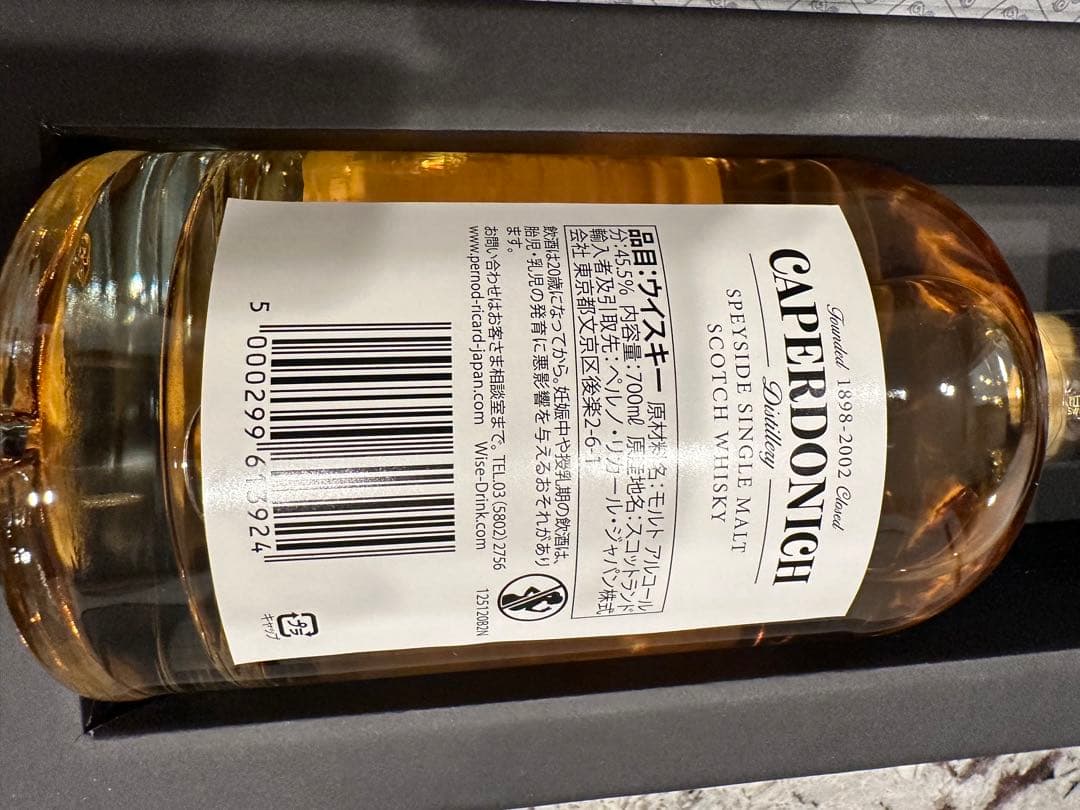 Founded 1898-2002 Closed
CAPERDONICH
Distillery
SPEYSIDE SINGLE MALT
SCOTCH WHISKY
品目:ウイスキー 原材料名:モルト アルコール
分:45.5% 内容量:700mℓ 原産地名:スコットランド
輸入者及引取先:ペルノ・リカール・ジャパン株式
会社 東京都文京区後楽2-6-1
飲酒は20歳になってから。妊娠中や授乳期の飲酒は、
胎児・乳児の発育に悪影響を与えるおそれがあり
ます。
お問い合わせはお客さま相談室まで。TEL.03(5802)2756
www.pernod-ricard-japan.com Wise-Drink.com
12512082N
5 000299 613924
紙
キャップ